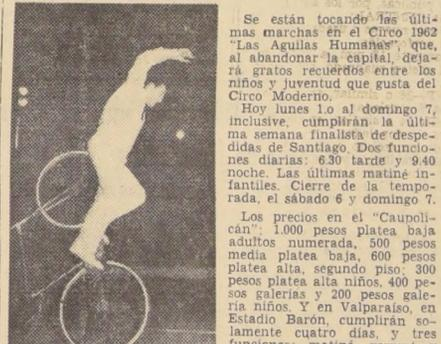 Se están tocando las últi-
mas marchas en el Circo 1962
"Las Aguilas Humanas", que,
al abandonar la capital, deja-
rá gratos recuerdos entre los
niños y juventud que gusta del
Circo Moderno.
Hoy lunes 1.o al domingo 7,
inclusive, cumplirán la últi-
ma semana finalista de despe-
didas de Santiago. Dos funcio-
nes diarias: 6.30 tarde y 9.40
noche. Las últimas matiné in-
fantiles. Cierre de la tempo-
rada, el sábado 6 y domingo 7.
Los precios en el "Caupoli-
cán": 1.000 pesos platea baja
adultos numerada, 500 pesos
media platea baja, 600 pesos
platea alta, segundo piso; 300
pesos platea alta niños, 400 pe-
sos galerías y 200 pesos gale-
ría niños. Y en Valparaíso, en
Estadio Barón, cumplirán so-
lamente cuatro días, y tres